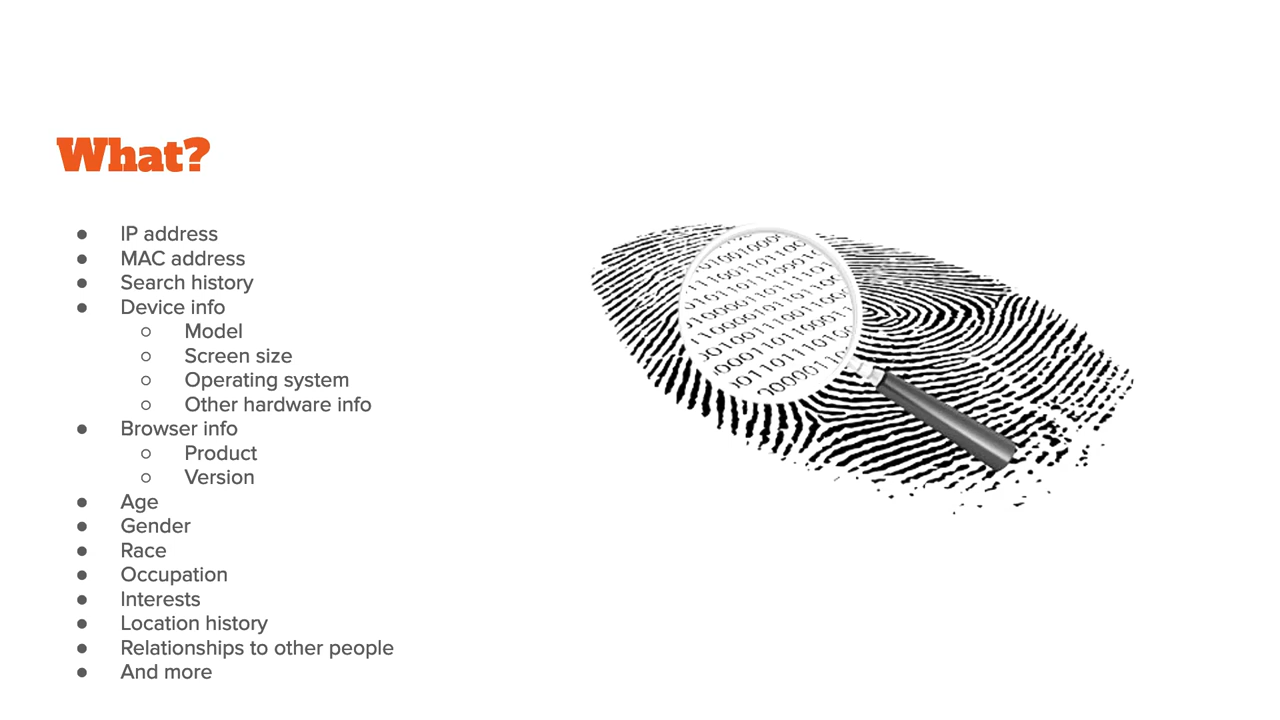 What?
● IP address
● MAC address
● Search history
● Device info
○ Model
○ Screen size
○ Operating system
○ Other hardware info
● Browser info
○ Product
○ Version
● Age
● Gender
● Race
● Occupation
● Interests
● Location history
● Relationships to other people
● And more